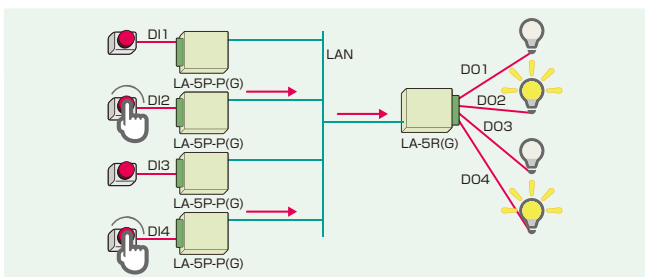 DI1
LA-5P-P(G)
DI2
LA-5P-P(G)
DI3
LA-5P-P(G)
DI4
LA-5P-P(G)
LAN
LA-5R(G)
DO1
DO2
DO3
DO4